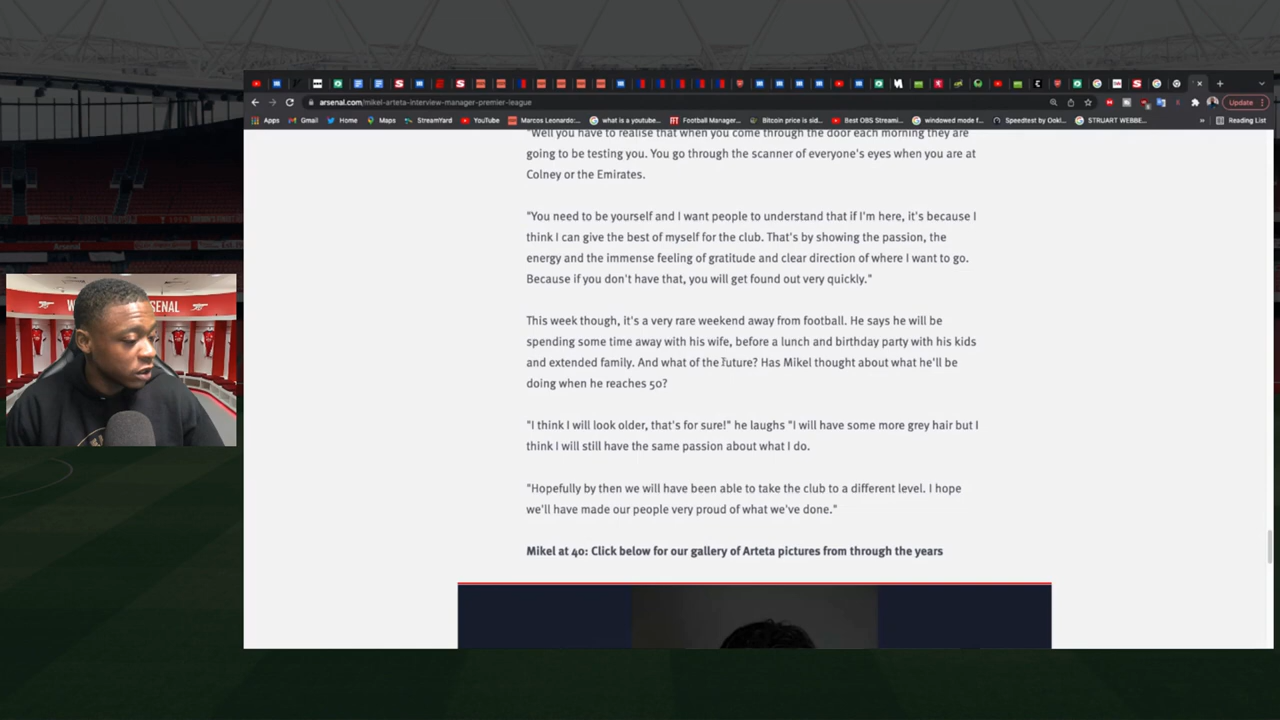 arsenal.com/mikel-arteta-interview-manager-premier-league
Update
Apps Gmail Home Maps StreamYard YouTube Marcos Leonardo:... what is a youtube... Football Manager... Bitcoin price is sid... Best OBS Streami... windowed mode f... Speedtest by Ookl... STRUART WEBBE... » Reading List
"Well you have to realise that when you come through the door each morning they are
going to be testing you. You go through the scanner of everyone's eyes when you are at
Colney or the Emirates.
"You need to be yourself and I want people to understand that if I'm here, it's because I
think I can give the best of myself for the club. That's by showing the passion, the
energy and the immense feeling of gratitude and clear direction of where I want to go.
Because if you don't have that, you will get found out very quickly."
This week though, it's a very rare weekend away from football. He says he will be
spending some time away with his wife, before a lunch and birthday party with his kids
and extended family. And what of the future? Has Mikel thought about what he'll be
doing when he reaches 50?
"I think I will look older, that's for sure!" he laughs "I will have some more grey hair but I
think I will still have the same passion about what I do.
"Hopefully by then we will have been able to take the club to a different level. I hope
we'll have made our people very proud of what we've done."
Mikel at 40: Click below for our gallery of Arteta pictures from through the years